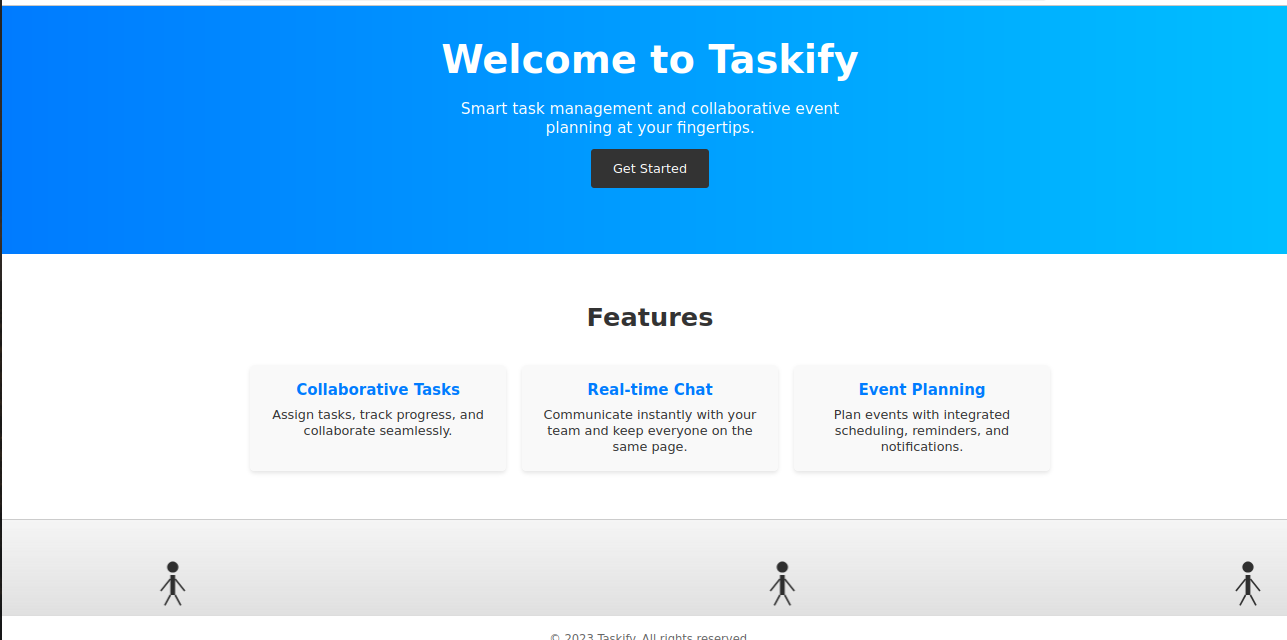 Welcome to Taskify
Smart task management and collaborative event
planning at your fingertips.
Get Started
Features
Collaborative Tasks
Assign tasks, track progress, and
collaborate seamlessly.
Real-time Chat
Communicate instantly with your
team and keep everyone on the
same page.
Event Planning
Plan events with integrated
scheduling, reminders, and
notifications.
© 2023 Taskify. All rights reserved.